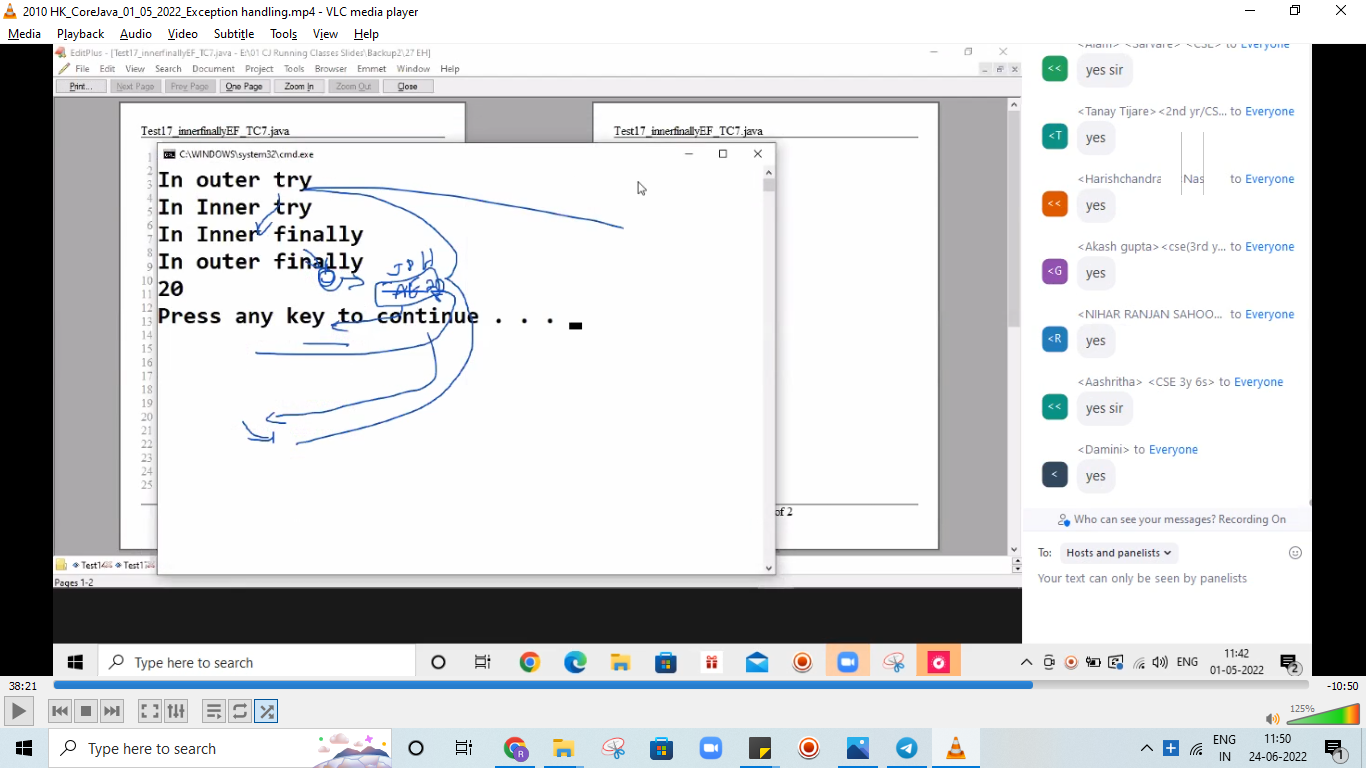 2010 HK_CoreJava_01_05_2022_Exception handling.mp4 - VLC media player
Media Playback Audio Video Subtitle Tools View Help
EditPlus - [Test17_innerfinallyEF_TC7.java - E:\01 CJ Running Classes Slides\Backup2\27 EH]
File Edit View Search Document Project Tools Browser Emmet Window Help
Print... Next Page Prev Page One Page Zoom In Zoom Out Close
Test17_innerfinallyEF_TC7.java
Test17_innerfinallyEF_TC7.java
1
2
3
4
5
6
7
8
9
10
11
12
13
14
15
16
17
18
19
20
21
22
23
24
25
C:\WINDOWS\system32\cmd.exe
In outer try
In Inner try
In Inner finally
In outer finally
20
Press any key to continue . . .
of 2
Test14
Test17
Pages 1-2
<Alam> <Sarvare> <CSE> to Everyone
<< yes sir
<Tanay Tijare> <2nd yr/CS... to Everyone
<T yes
<Harishchandra Nas to Everyone
<< yes
<Akash gupta> <cse(3rd y... to Everyone
<G yes
<NIHAR RANJAN SAHOO... to Everyone
<R yes
<Aashritha> <CSE 3y 6s> to Everyone
<< yes sir
<Damini> to Everyone
< yes
Who can see your messages? Recording On
To: Hosts and panelists
Your text can only be seen by panelists
Type here to search
ENG
11:42
01-05-2022
2
38:21
-10:50
125%
Type here to search
ENG
IN
11:50
24-06-2022
1